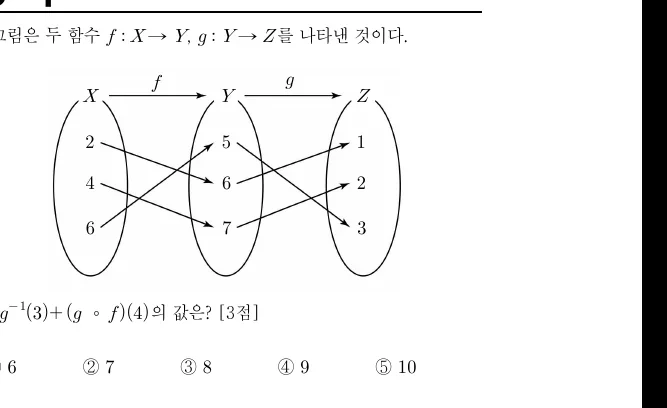 그림은 두 함수 f : X → Y, g : Y → Z를 나타낸 것이다.
f g
X Y Z
2 5 1
4 6 2
6 7 3
g⁻¹(3)+(g ∘ f)(4)의 값은? [3점]
6 ② 7 ③ 8 ④ 9 ⑤ 10